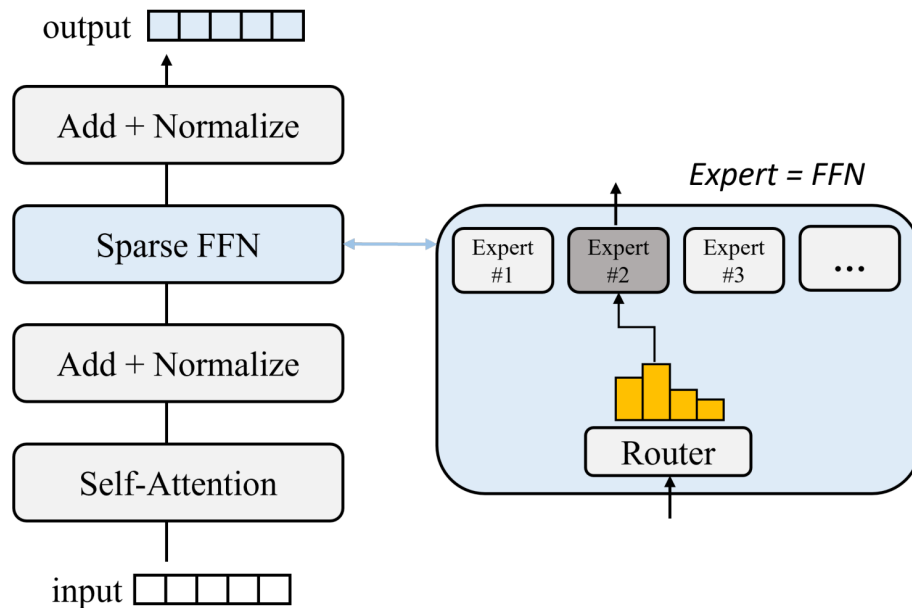 output
Add + Normalize
Sparse FFN
Add + Normalize
Self-Attention
input
Expert = FFN
Expert
#1
Expert
#2
Expert
#3
...
Router